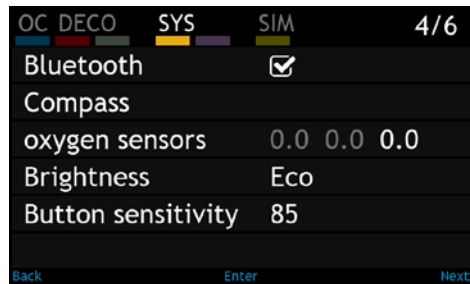 OC DECO SYS SIM 4/6
Bluetooth
Compass
oxygen sensors 0.0 0.0 0.0
Brightness Eco
Button sensitivity 85
Back Enter Next